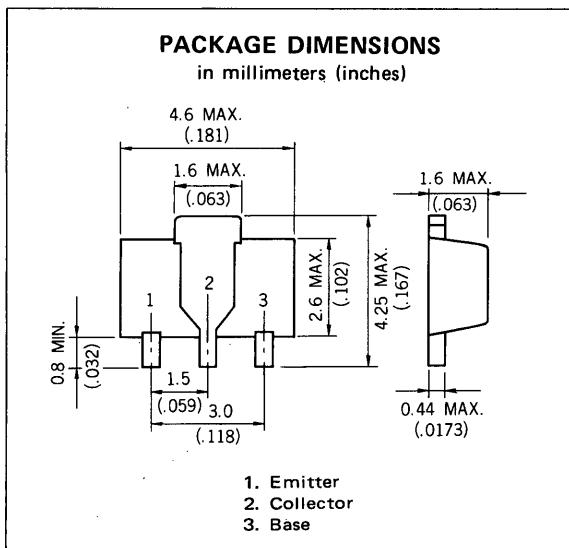 PACKAGE DIMENSIONS
in millimeters (inches)
4.6 MAX.
(.181)
1.6 MAX.
(.063)
1.6 MAX.
(.063)
1
2
3
2.6 MAX.
(.102)
4.25 MAX.
(.167)
0.8 MIN.
(.032)
1.5
(.059)
3.0
(.118)
0.44 MAX.
(.0173)
1. Emitter
2. Collector
3. Base